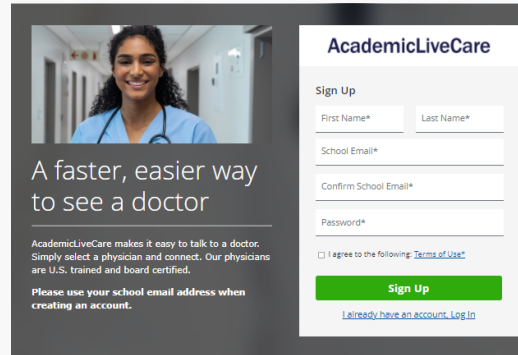 A faster, easier way
to see a doctor
AcademicLiveCare makes it easy to talk to a doctor.
Simply select a physician and connect. Our physicians
are U.S. trained and board certified.
Please use your school email address when
creating an account.
AcademicLiveCare
Sign Up
First Name* Last Name*
School Email*
Confirm School Email*
Password*
I agree to the following: Terms of Use*
Sign Up
I already have an account, Log In